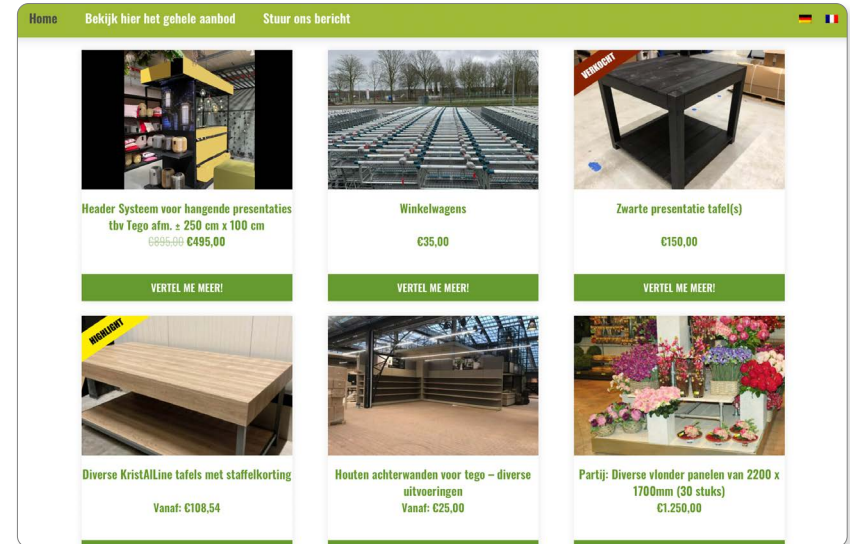 Home Bekijk hier het gehele aanbod Stuur ons bericht
VERKOCHT
Header Systeem voor hangende presentaties
tbv Tego afm. ± 250 cm x 100 cm
€895,00 €495,00
VERTEL ME MEER!
Winkelwagens
€35,00
VERTEL ME MEER!
Zwarte presentatie tafel(s)
€150,00
VERTEL ME MEER!
HIGHLIGHT
Diverse KristAlLine tafels met staffelkorting
Vanaf: €108,54
Houten achterwanden voor tego – diverse
uitvoeringen
Vanaf: €25,00
Partij: Diverse vlonder panelen van 2200 x
1700mm (30 stuks)
€1.250,00